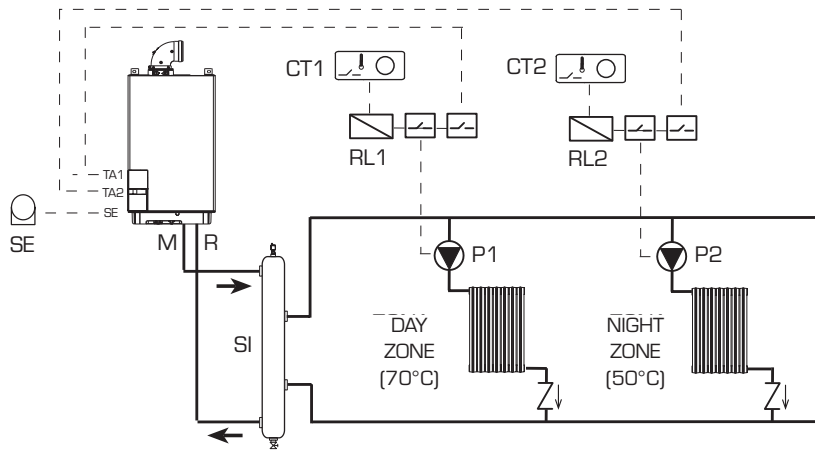 CT1
CT2
RL1
RL2
TA1
TA2
SE
SE
M R
P1
P2
SI
DAY
ZONE
(70°C)
NIGHT
ZONE
(50°C)